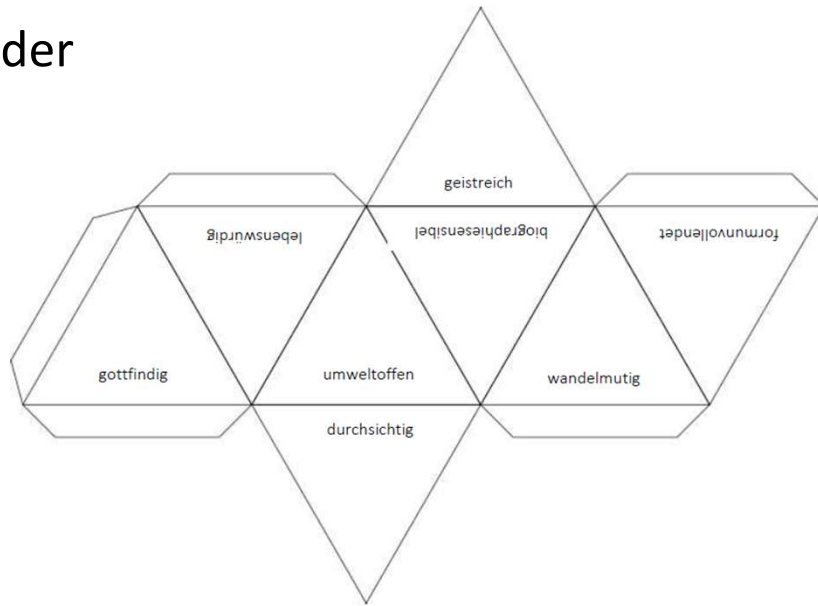 der
geistreich
lebenswürdig
biographiesensibel
formunvollendet
gottfindig
umweltoffen
wandelmutig
durchsichtig